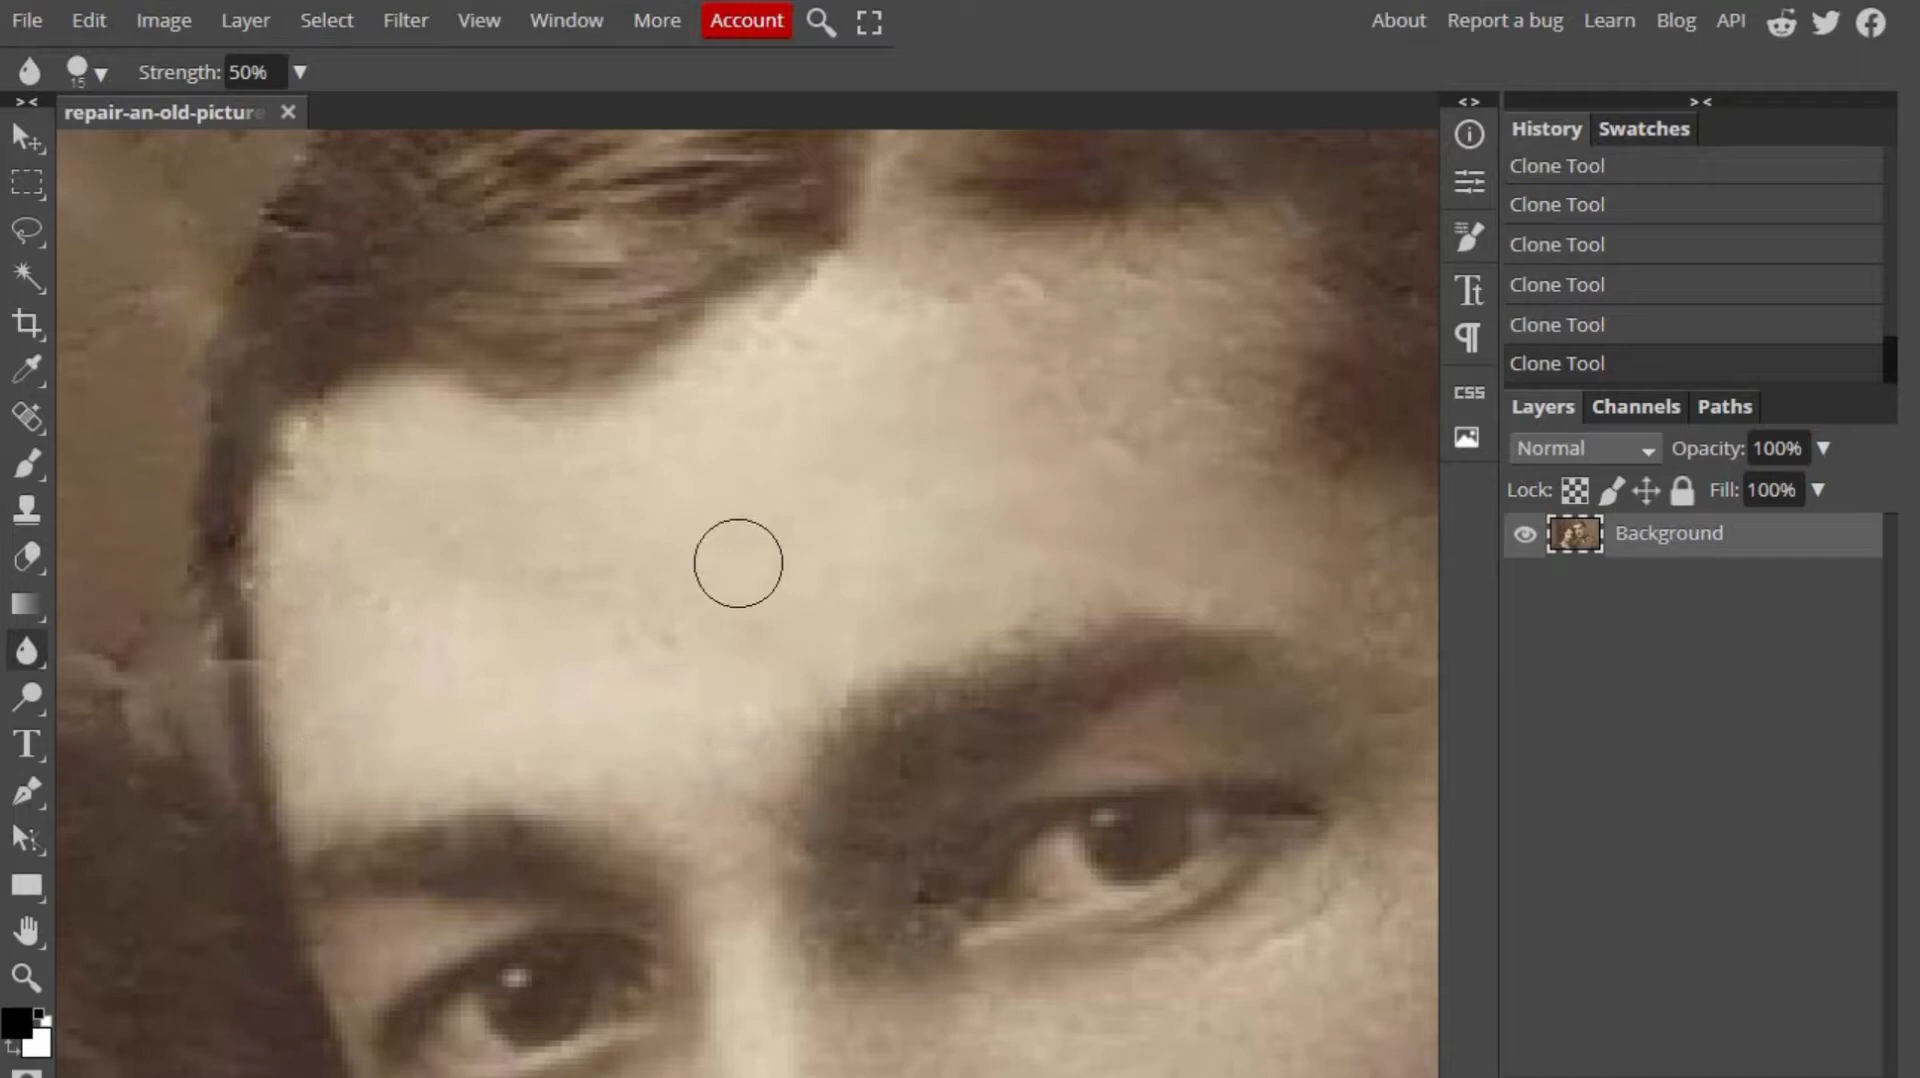 File Edit Image Layer Select Filter View Window More Account About Report a bug Learn Blog API
15 Strength: 50%
repair-an-old-picture
History Swatches
Clone Tool
Clone Tool
Clone Tool
Clone Tool
Clone Tool
Clone Tool
CSS
Layers Channels Paths
Normal Opacity: 100%
Lock: Fill: 100%
Background